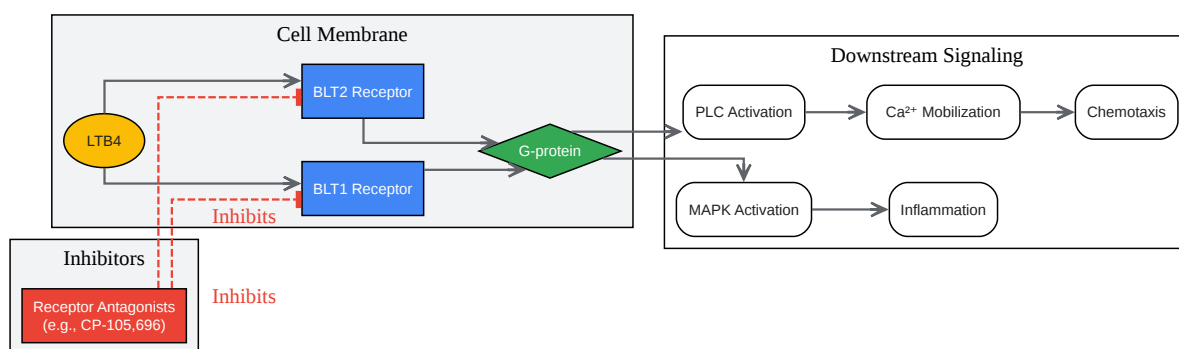 Cell Membrane
Downstream Signaling
BLT2 Receptor
PLC Activation
Ca²⁺ Mobilization
Chemotaxis
LTB4
G-protein
BLT1 Receptor
Inhibits
MAPK Activation
Inflammation
Inhibitors
Inhibits
Receptor Antagonists
(e.g., CP-105,696)